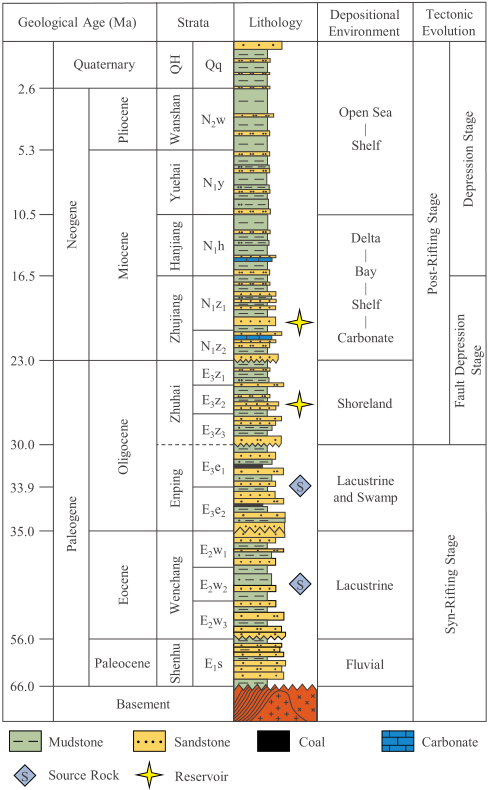 Geological Age (Ma)
Strata
Lithology
Depositional
Environment
Tectonic
Evolution
Quaternary
QH
Qq
2.6
Pliocene
Wanshan
N₂w
Open Sea
Shelf
5.3
Yuehai
N₁y
Depression Stage
10.5
Neogene
Miocene
Hanjiang
N₁h
Delta
Bay
Shelf
Carbonate
Post-Rifting Stage
16.5
Zhujiang
N₁z₁
N₁z₂
Fault Depression
Stage
23.0
Zhuhai
E₃z₁
E₃z₂
E₃z₃
Shoreland
30.0
Oligocene
Enping
E₃e₁
33.9
E₃e₂
S
Lacustrine
and Swamp
35.0
Paleogene
Eocene
Wenchang
E₂w₁
E₂w₂
E₂w₃
S
Lacustrine
Syn-Rifting Stage
56.0
Paleocene
Shenhu
E₁s
Fluvial
66.0
Basement
Mudstone
Sandstone
Coal
Carbonate
S
Source Rock
Reservoir